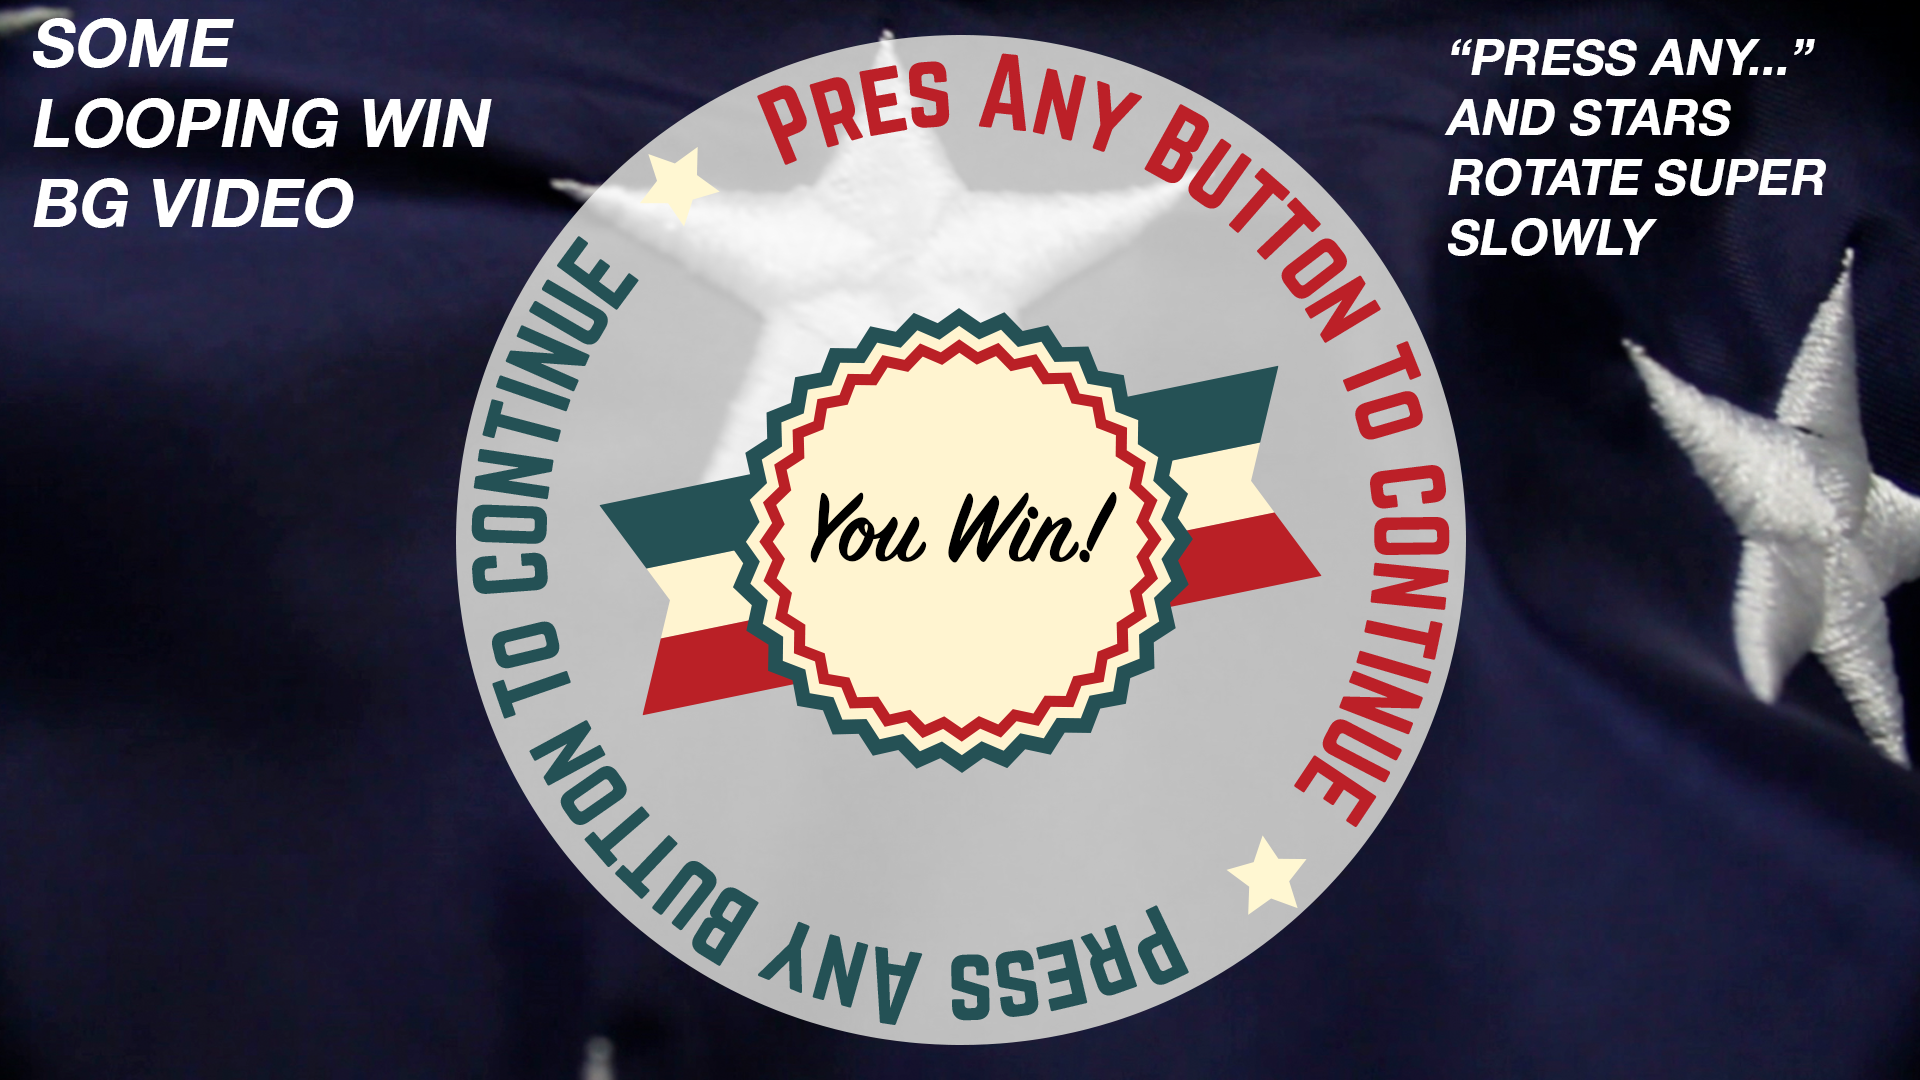 SOME
LOOPING WIN
BG VIDEO
“PRESS ANY...”
AND STARS
ROTATE SUPER
SLOWLY
PRES ANY BUTTON TO CONTINUE
You Win!
PRESS ANY BUTTON TO CONTINUE